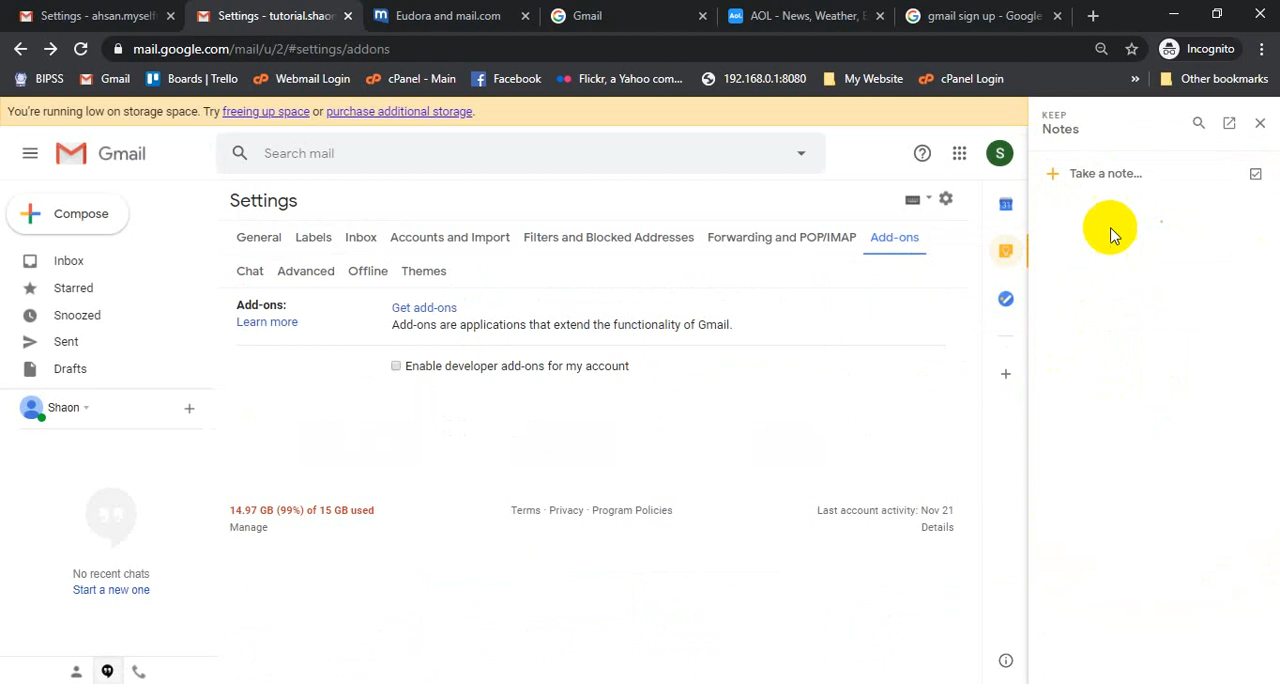 Settings - ahsan.myself
Settings - tutorial.shaon
Eudora and mail.com
Gmail
AOL - News, Weather, E
gmail sign up - Google
mail.google.com/mail/u/2/#settings/addons
Incognito
BIPSS
Gmail
Boards | Trello
Webmail Login
cPanel - Main
Facebook
Flickr, a Yahoo com...
192.168.0.1:8080
My Website
cPanel Login
»
Other bookmarks
You're running low on storage space. Try freeing up space or purchase additional storage.
KEEP
Notes
Gmail
Search mail
S
Take a note...
Compose
Settings
31
General Labels Inbox Accounts and Import Filters and Blocked Addresses Forwarding and POP/IMAP Add-ons
Chat Advanced Offline Themes
Inbox
Starred
Snoozed
Sent
Drafts
Add-ons:
Learn more
Get add-ons
Add-ons are applications that extend the functionality of Gmail.
Enable developer add-ons for my account
Shaon
14.97 GB (99%) of 15 GB used
Manage
Terms · Privacy · Program Policies
Last account activity: Nov 21
Details
No recent chats
Start a new one